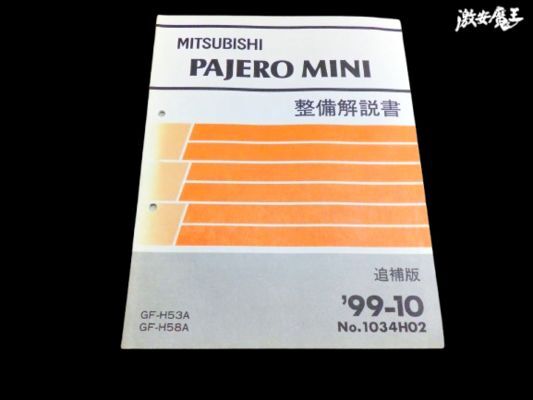 激安魔王
MITSUBISHI
PAJERO MINI
整備解説書
追補版
'99-10
No.1034H02
GF-H53A
GF-H58A